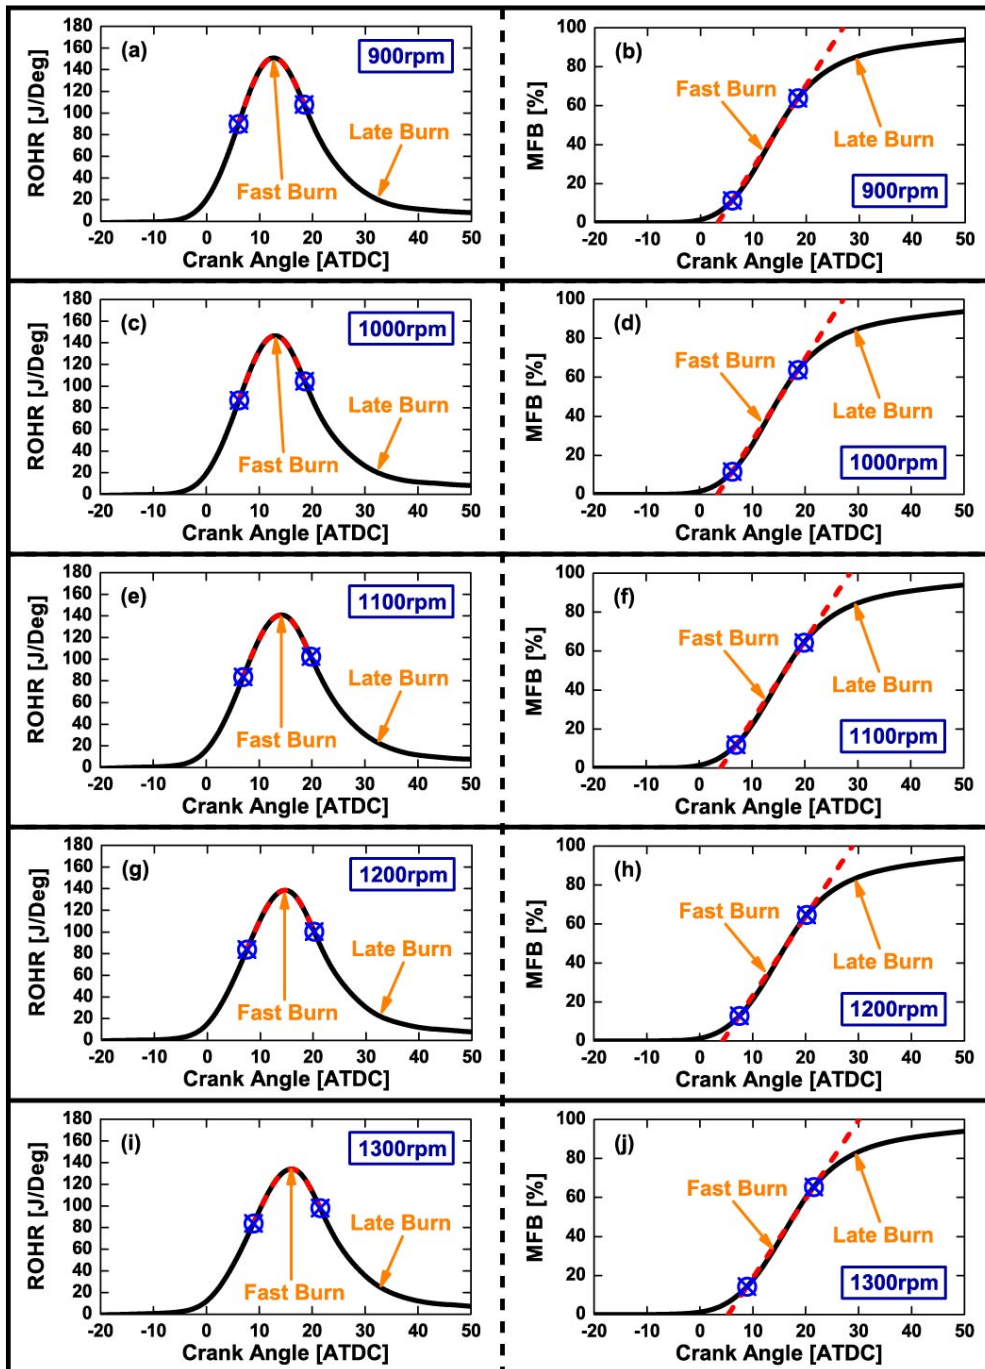 (a)
900rpm
ROHR [J/Deg]
180
160
140
120
100
80
60
40
20
0
Late Burn
Fast Burn
-20 -10 0 10 20 30 40 50
Crank Angle [ATDC]
(b)
MFB [%]
100
80
60
40
20
0
Fast Burn
Late Burn
900rpm
-10 0 10 20 30 40 50
Crank Angle [ATDC]
(c)
1000rpm
ROHR [J/Deg]
180
160
140
120
100
80
60
40
20
0
Late Burn
Fast Burn
-20 -10 0 10 20 30 40 50
Crank Angle [ATDC]
(d)
MFB [%]
100
80
60
40
20
0
Fast Burn
Late Burn
1000rpm
-20 -10 0 10 20 30 40 50
Crank Angle [ATDC]
(e)
1100rpm
ROHR [J/Deg]
180
160
140
120
100
80
60
40
20
0
Late Burn
Fast Burn
-20 -10 0 10 20 30 40 50
Crank Angle [ATDC]
(f)
MFB [%]
100
80
60
40
20
0
Fast Burn
Late Burn
1100rpm
-20 -10 0 10 20 30 40 50
Crank Angle [ATDC]
(g)
1200rpm
ROHR [J/Deg]
180
160
140
120
100
80
60
40
20
0
Late Burn
Fast Burn
-20 -10 0 10 20 30 40 50
Crank Angle [ATDC]
(h)
MFB [%]
100
80
60
40
20
0
Fast Burn
Late Burn
1200rpm
-20 -10 0 10 20 30 40 50
Crank Angle [ATDC]
(i)
1300rpm
ROHR [J/Deg]
180
160
140
120
100
80
60
40
20
0
Late Burn
Fast Burn
-20 -10 0 10 20 30 40 50
Crank Angle [ATDC]
(j)
MFB [%]
100
80
60
40
20
0
Fast Burn
Late Burn
1300rpm
-20 -10 0 10 20 30 40 50
Crank Angle [ATDC]